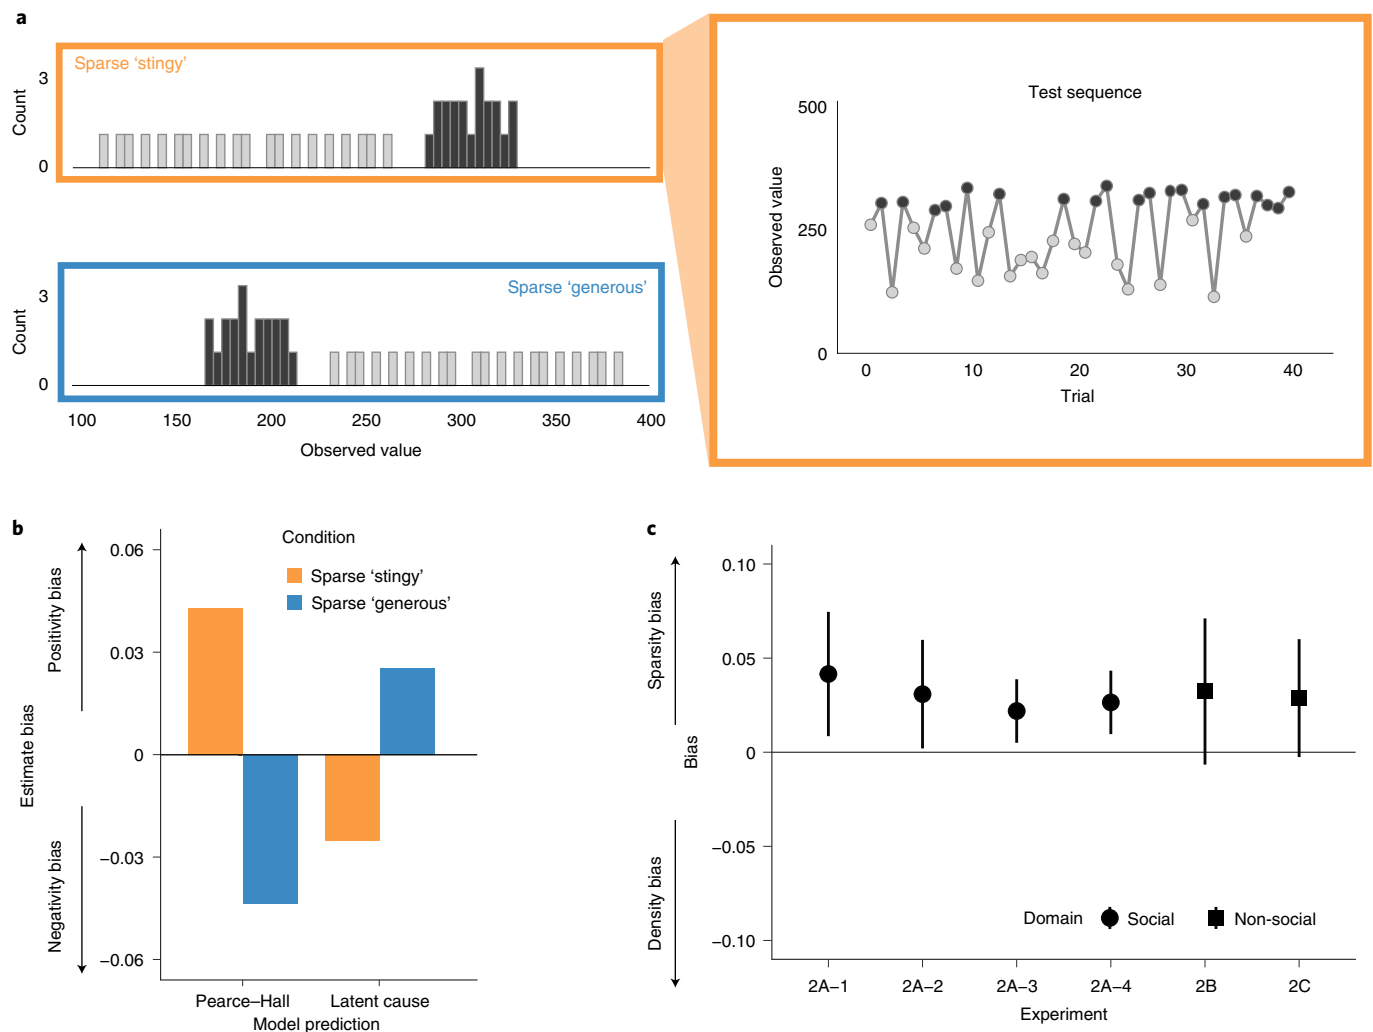 a
Sparse ‘stingy’
Count
3
0
Sparse ‘generous’
Count
3
0
100 150 200 250 300 350 400
Observed value
Test sequence
Observed value
500
250
0
0 10 20 30 40
Trial
b
Condition
Sparse ‘stingy’
Sparse ‘generous’
Positivity bias
Estimate bias
Negativity bias
0.06
0.03
0
−0.03
−0.06
Pearce–Hall Latent cause
Model prediction
c
Sparsity bias
Bias
Density bias
0.10
0.05
0
−0.05
−0.10
Domain Social Non-social
2A–1 2A–2 2A–3 2A–4 2B 2C
Experiment